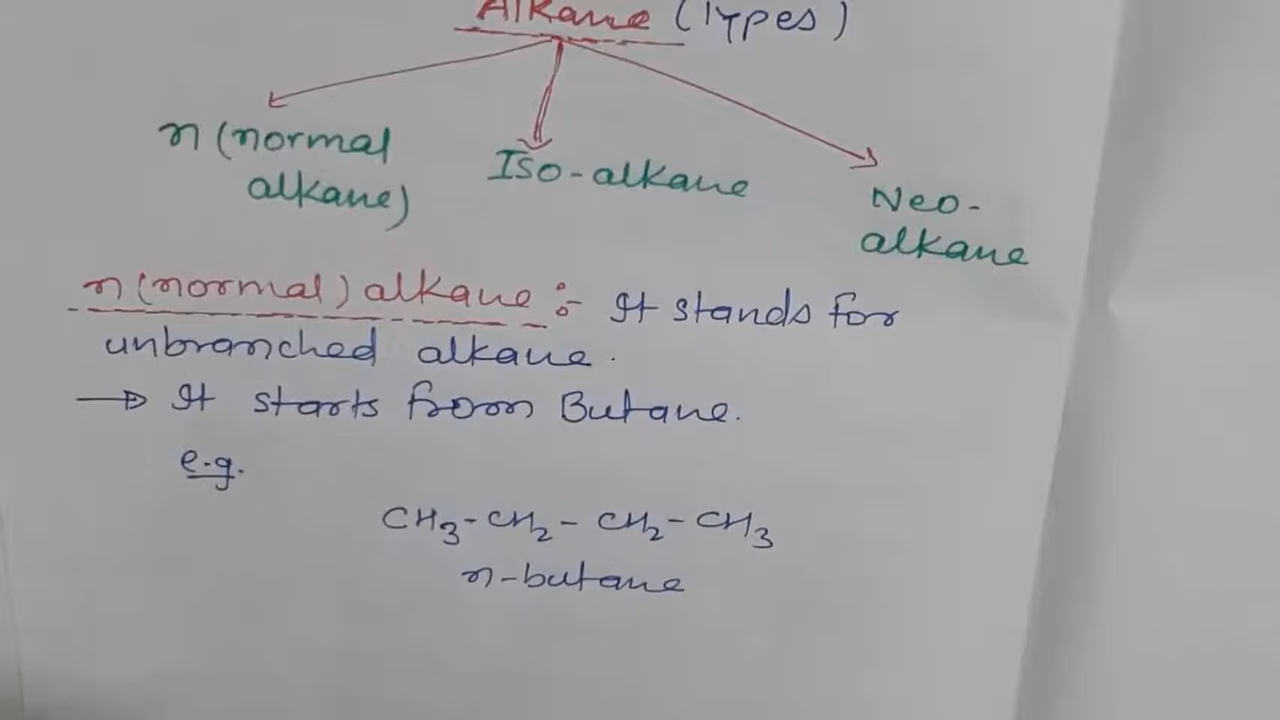 Alkane (Types)
n (normal alkane)
Iso-alkane
Neo-alkane
n (normal) alkane :- It stands for
unbranched alkane.
→ It starts from Butane.
e.g.
CH3-CH2-CH2-CH3
n-butane